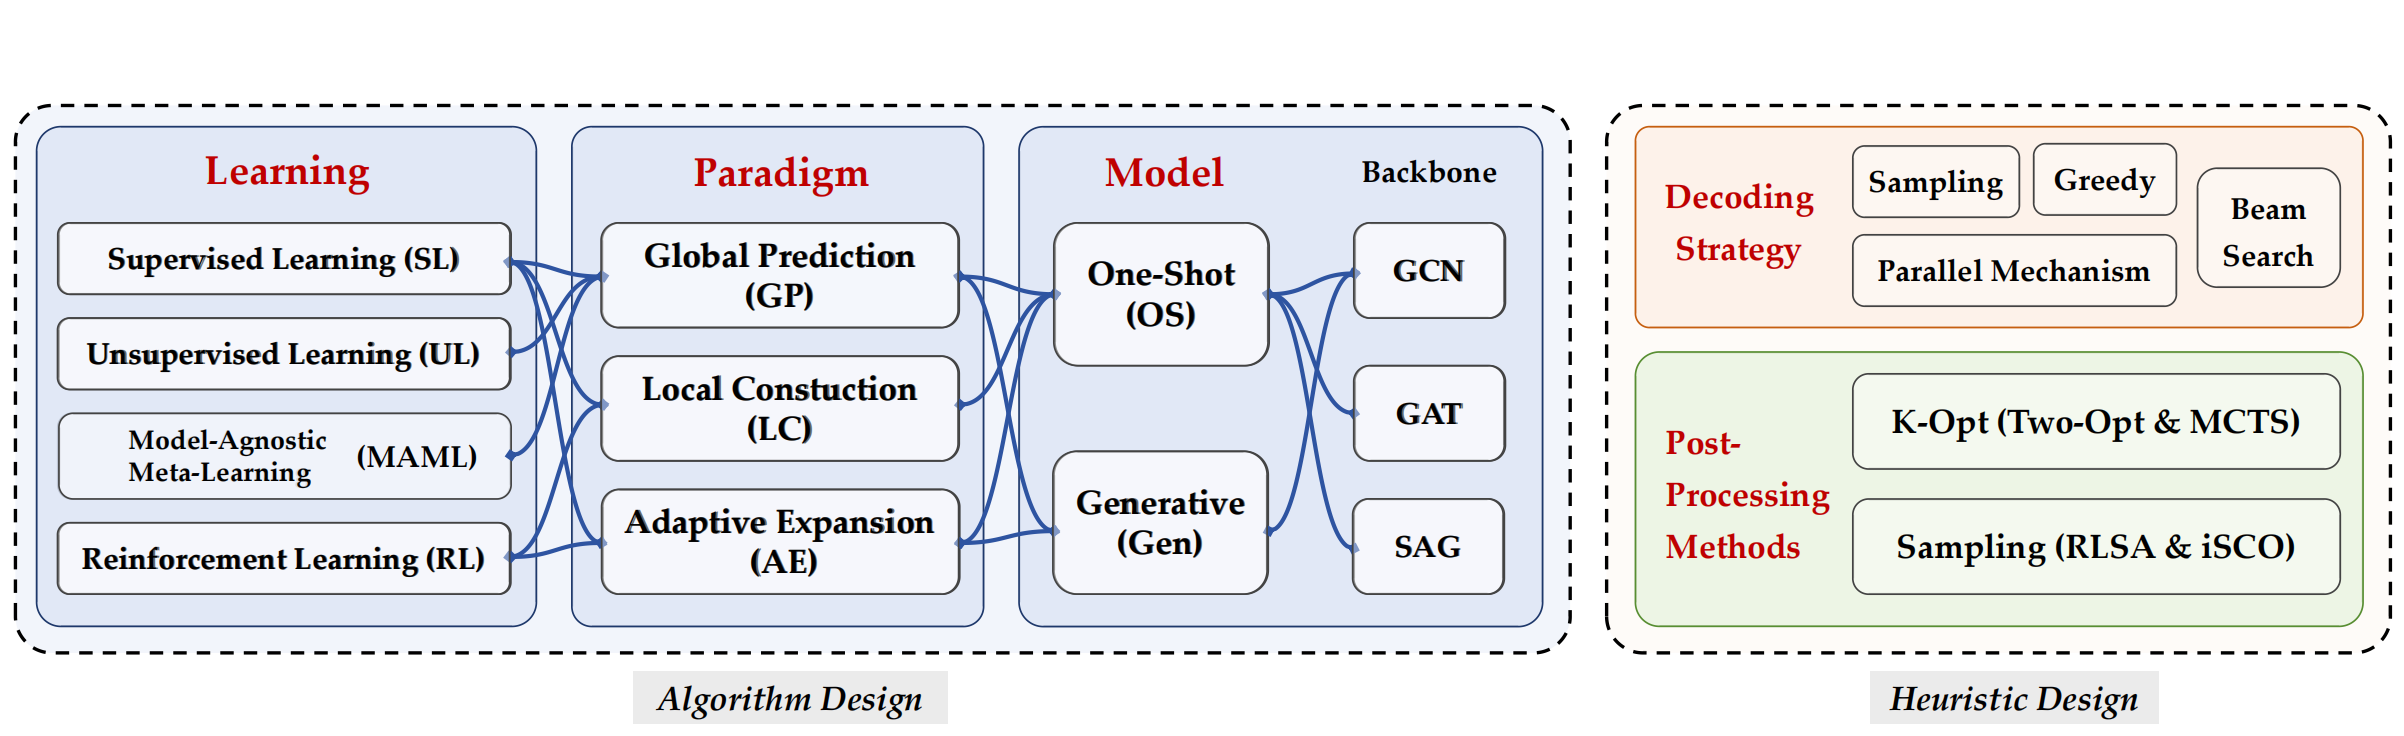 Learning
Supervised Learning (SL)
Unsupervised Learning (UL)
Model-Agnostic
Meta-Learning
(MAML)
Reinforcement Learning (RL)
Paradigm
Global Prediction
(GP)
Local Constuction
(LC)
Adaptive Expansion
(AE)
Model
One-Shot
(OS)
Generative
(Gen)
Backbone
GCN
GAT
SAG
Algorithm Design
Decoding
Strategy
Sampling
Greedy
Parallel Mechanism
Beam
Search
Post-
Processing
Methods
K-Opt (Two-Opt & MCTS)
Sampling (RLSA & iSCO)
Heuristic Design